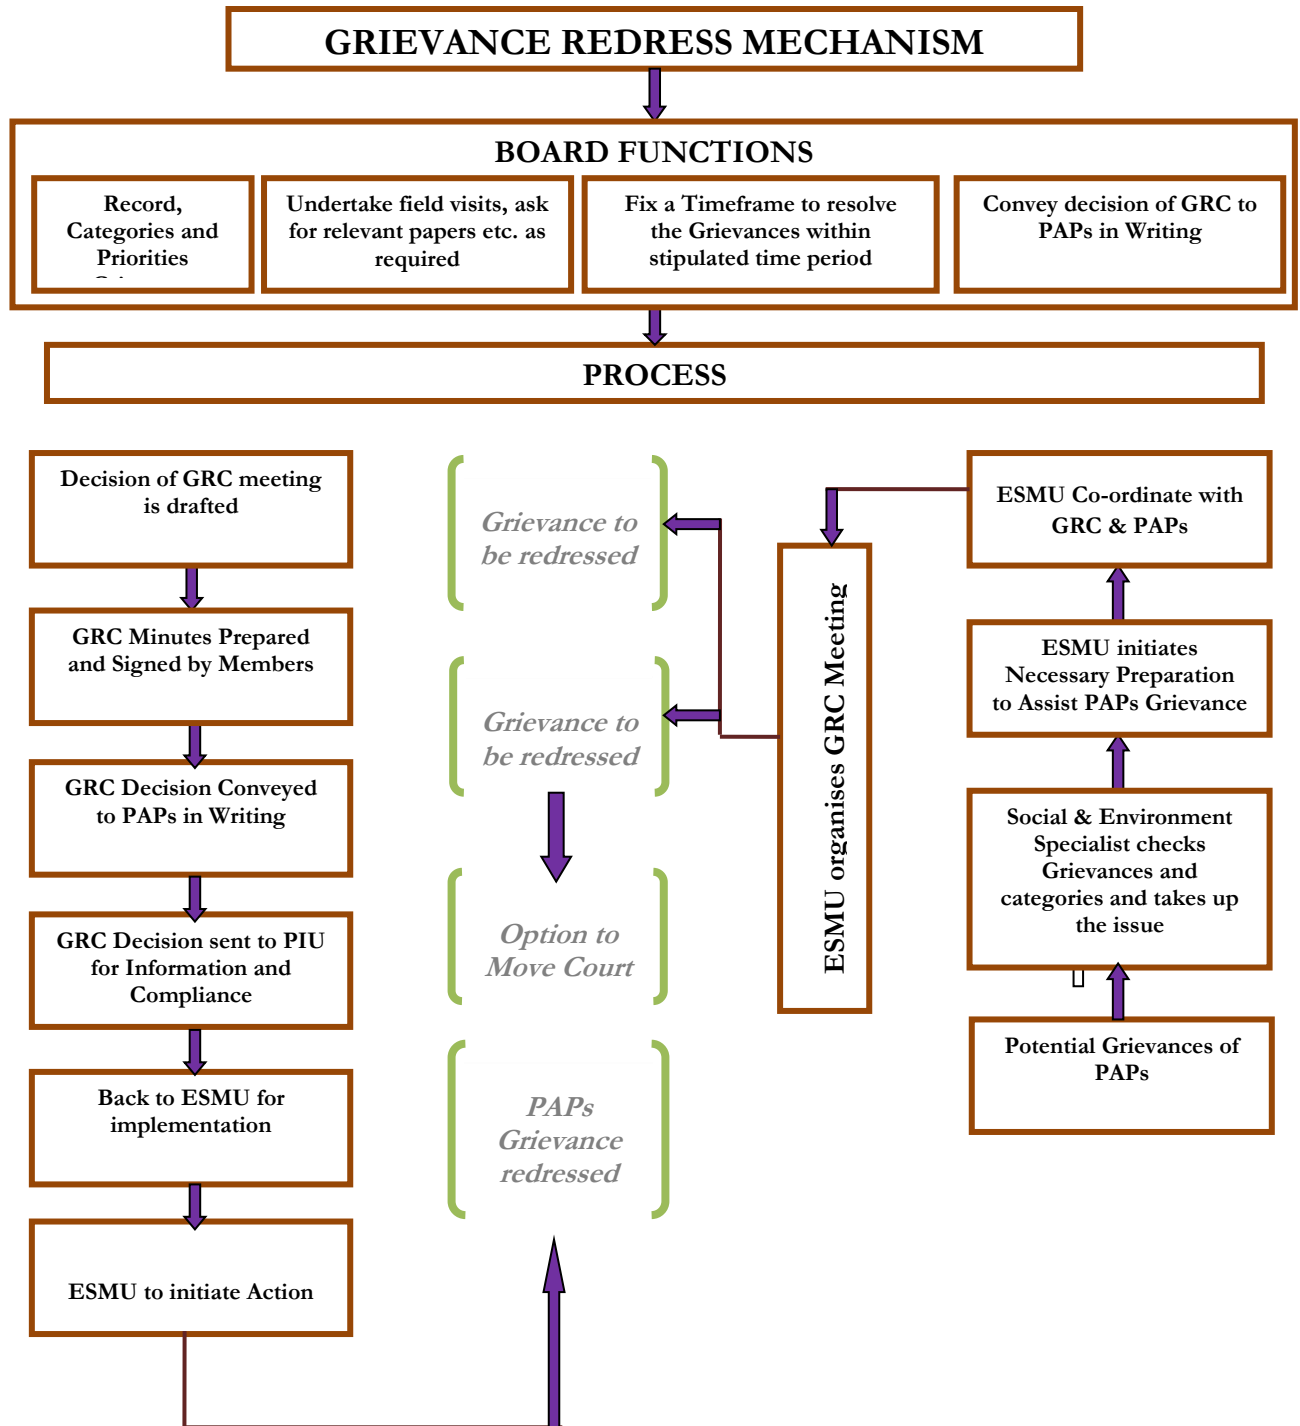 GRIEVANCE REDRESS MECHANISM
BOARD FUNCTIONS
Record,
Categories and
Priorities
Undertake field visits, ask
for relevant papers etc. as
required
Fix a Timeframe to resolve
the Grievances within
stipulated time period
Convey decision of GRC to
PAPs in Writing
PROCESS
Decision of GRC meeting
is drafted
GRC Minutes Prepared
and Signed by Members
GRC Decision Conveyed
to PAPs in Writing
GRC Decision sent to PIU
for Information and
Compliance
Back to ESMU for
implementation
ESMU to initiate Action
Grievance to
be redressed
Grievance to
be redressed
Option to
Move Court
PAPs
Grievance
redressed
ESMU organises GRC Meeting
ESMU Co-ordinate with
GRC & PAPs
ESMU initiates
Necessary Preparation
to Assist PAPs Grievance
Social & Environment
Specialist checks
Grievances and
categories and takes up
the issue
Potential Grievances of
PAPs